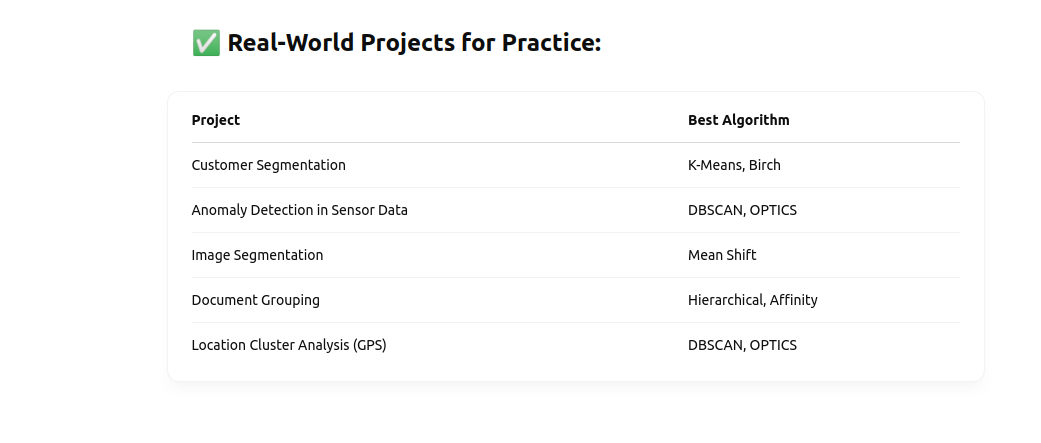 ✅ Real-World Projects for Practice:
Project Best Algorithm
Customer Segmentation K-Means, Birch
Anomaly Detection in Sensor Data DBSCAN, OPTICS
Image Segmentation Mean Shift
Document Grouping Hierarchical, Affinity
Location Cluster Analysis (GPS) DBSCAN, OPTICS